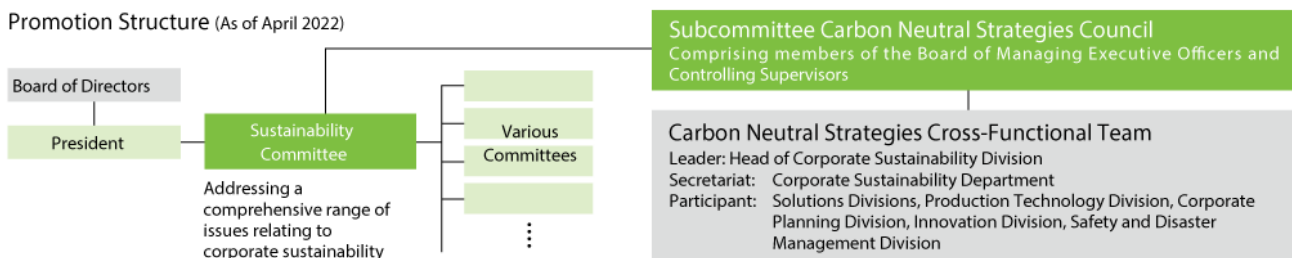 Promotion Structure (As of April 2022)
Board of Directors
President
Sustainability
Committee
Addressing a
comprehensive range of
issues relating to
corporate sustainability
Various
Committees
Subcommittee Carbon Neutral Strategies Council
Comprising members of the Board of Managing Executive Officers and
Controlling Supervisors
Carbon Neutral Strategies Cross-Functional Team
Leader: Head of Corporate Sustainability Division
Secretariat: Corporate Sustainability Department
Participant: Solutions Divisions, Production Technology Division, Corporate
Planning Division, Innovation Division, Safety and Disaster
Management Division